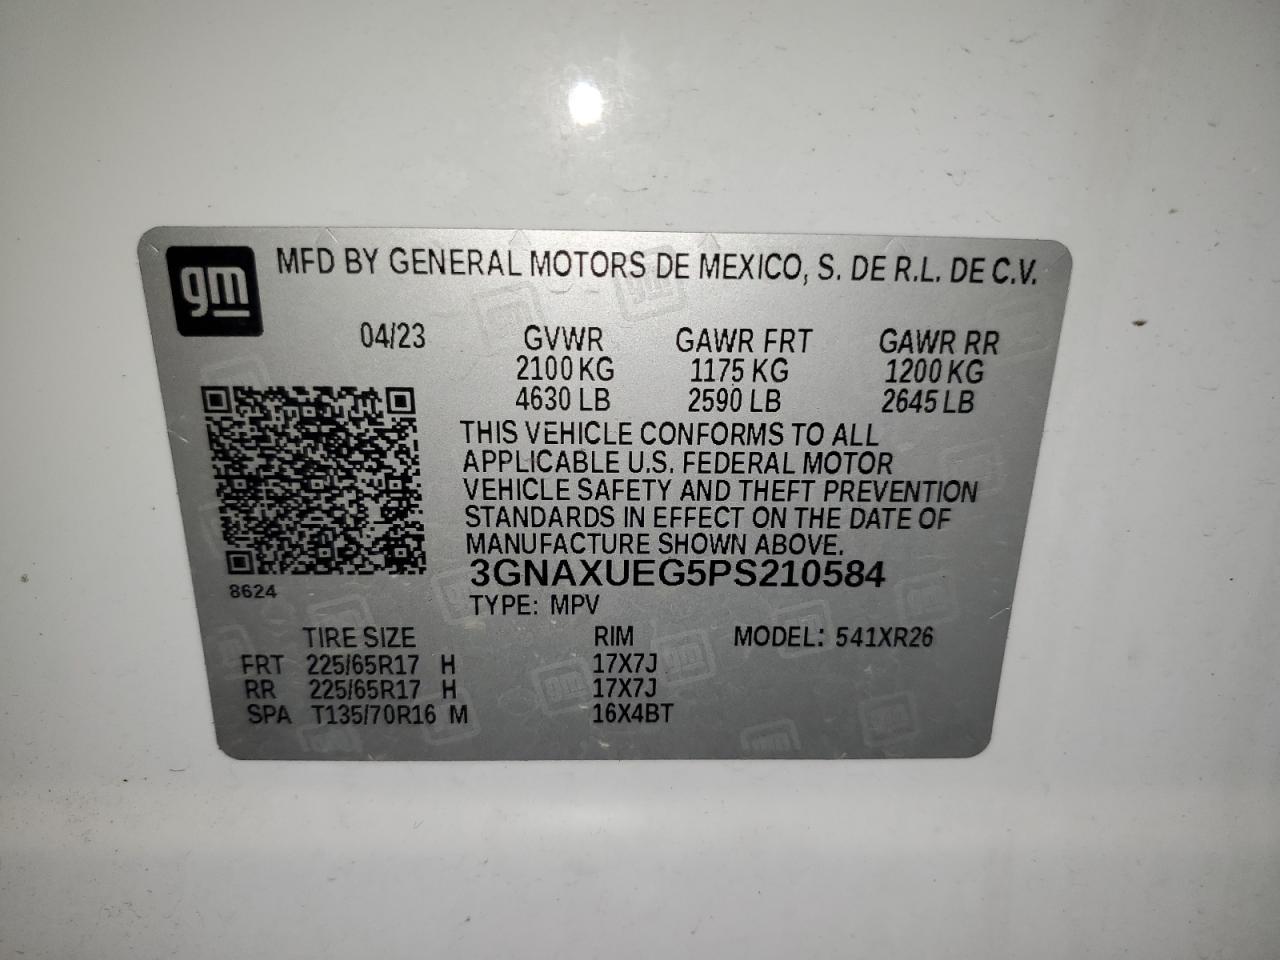 gm
MFD BY GENERAL MOTORS DE MEXICO, S. DE R.L. DE C.V.
04/23 GVWR GAWR FRT GAWR RR
2100 KG 1175 KG 1200 KG
4630 LB 2590 LB 2645 LB
THIS VEHICLE CONFORMS TO ALL
APPLICABLE U.S. FEDERAL MOTOR
VEHICLE SAFETY AND THEFT PREVENTION
STANDARDS IN EFFECT ON THE DATE OF
MANUFACTURE SHOWN ABOVE.
3GNAXUEG5PS210584
8624
TYPE: MPV
TIRE SIZE RIM MODEL: 541XR26
FRT 225/65R17 H 17X7J
RR 225/65R17 H 17X7J
SPA T135/70R16 M 16X4BT